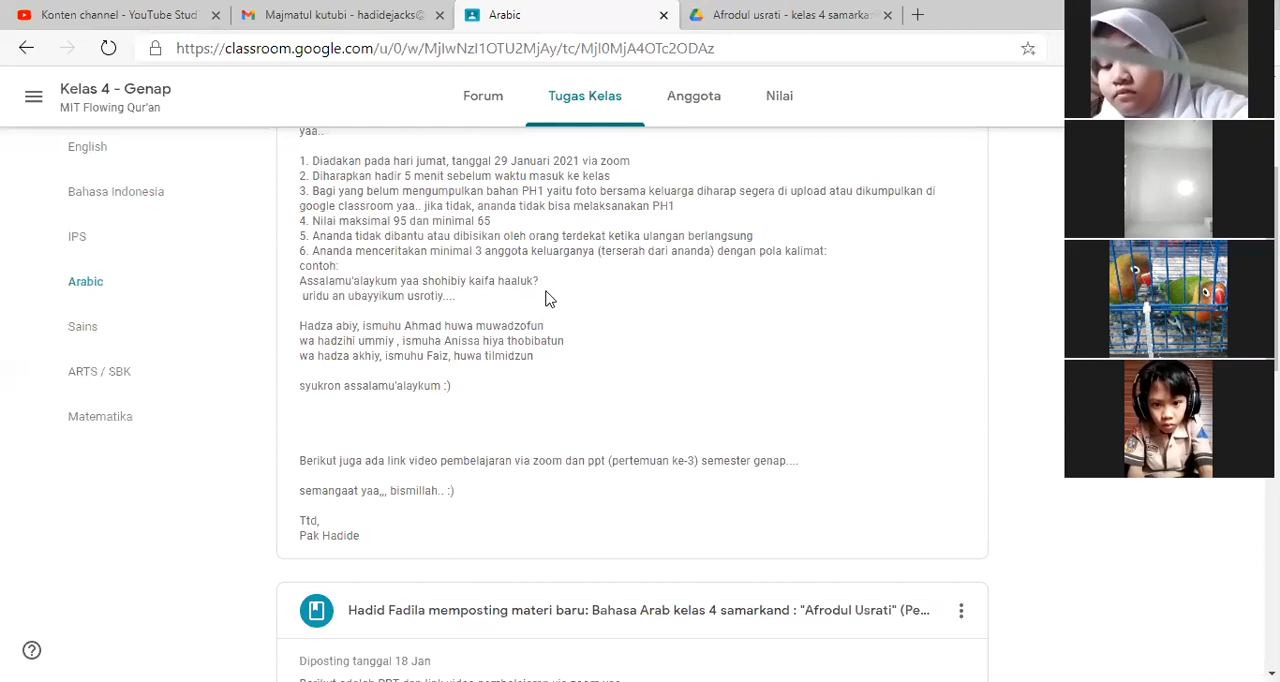 Konten channel - YouTube Stud
Majmatul kutubi - hadidejacks@
Arabic
Afrodul usrati - kelas 4 samarkan
https://classroom.google.com/u/0/w/MjIwNzI1OTU2MjAy/tc/MjI0MjA4OTc2ODAz
Kelas 4 - Genap
MIT Flowing Qur'an
Forum
Tugas Kelas
Anggota
Nilai
English
Bahasa Indonesia
IPS
Arabic
Sains
ARTS / SBK
Matematika
yaa..
1. Diadakan pada hari jumat, tanggal 29 Januari 2021 via zoom
2. Diharapkan hadir 5 menit sebelum waktu masuk ke kelas
3. Bagi yang belum mengumpulkan bahan PH1 yaitu foto bersama keluarga diharap segera di upload atau dikumpulkan di
google classroom yaa.. jika tidak, ananda tidak bisa melaksanakan PH1
4. Nilai maksimal 95 dan minimal 65
5. Ananda tidak dibantu atau dibisikan oleh orang terdekat ketika ulangan berlangsung
6. Ananda menceritakan minimal 3 anggota keluarganya (terserah dari ananda) dengan pola kalimat:
contoh:
Assalamu'alaykum yaa shohibiy kaifa haaluk?
uridu an ubayyikum usrotiy....
Hadza abiy, ismuhu Ahmad huwa muwadzofun
wa hadzihi ummiy , ismuha Anissa hiya thobibatun
wa hadza akhiy, ismuhu Faiz, huwa tilmidzun
syukron assalamu'alaykum :)
Berikut juga ada link video pembelajaran via zoom dan ppt (pertemuan ke-3) semester genap....
semangaat yaa,,, bismillah.. :)
Ttd,
Pak Hadide
Hadid Fadila memposting materi baru: Bahasa Arab kelas 4 samarkand : "Afrodul Usrati" (Pe...
Diposting tanggal 18 Jan